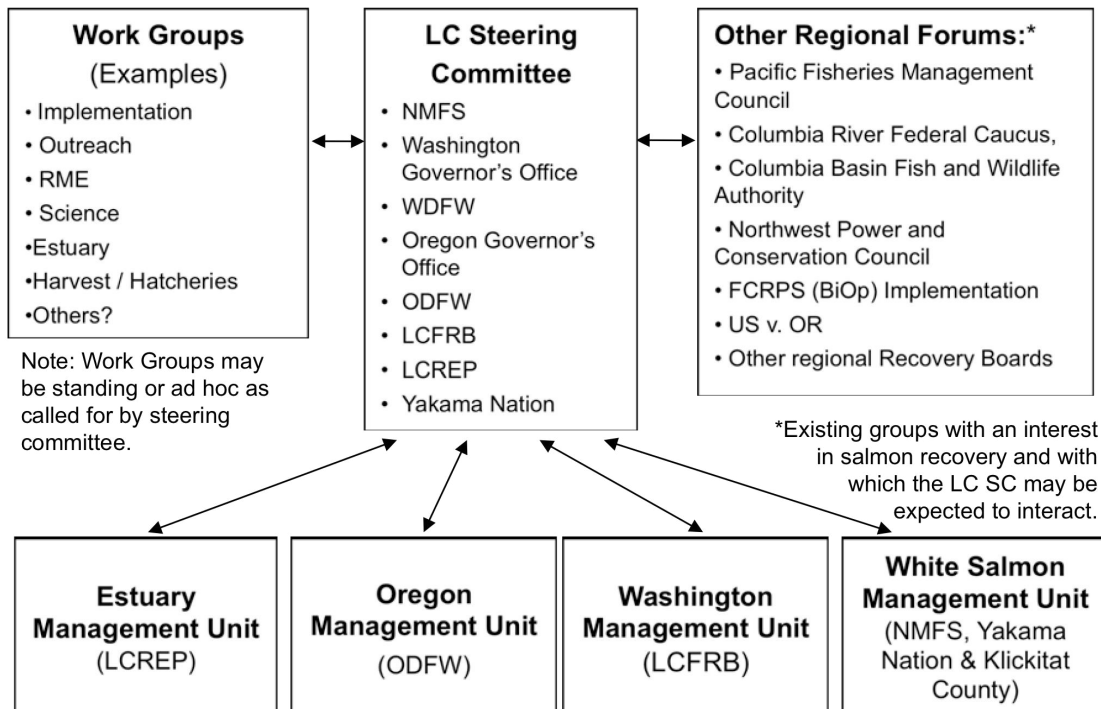 Work Groups
(Examples)
• Implementation
• Outreach
• RME
• Science
•Estuary
•Harvest / Hatcheries
•Others?
Note: Work Groups may
be standing or ad hoc as
called for by steering
committee.
LC Steering
Committee
• NMFS
• Washington
Governor's Office
• WDFW
• Oregon Governor's
Office
• ODFW
• LCFRB
• LCREP
• Yakama Nation
Other Regional Forums:*
• Pacific Fisheries Management
Council
• Columbia River Federal Caucus,
• Columbia Basin Fish and Wildlife
Authority
• Northwest Power and
Conservation Council
• FCRPS (BiOp) Implementation
• US v. OR
• Other regional Recovery Boards
*Existing groups with an interest
in salmon recovery and with
which the LC SC may be
expected to interact.
Estuary
Management Unit
(LCREP)
Oregon
Management Unit
(ODFW)
Washington
Management Unit
(LCFRB)
White Salmon
Management Unit
(NMFS, Yakama
Nation & Klickitat
County)